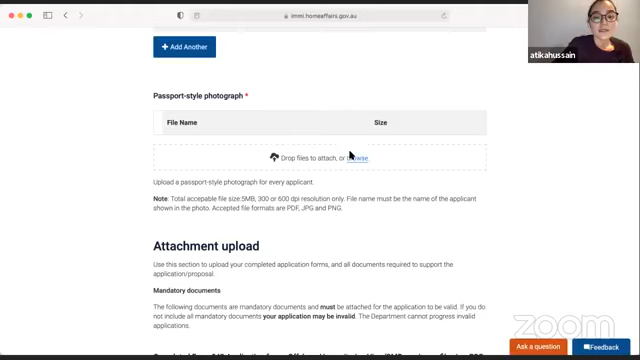 immi.homeaffairs.gov.au
atikahussain
+ Add Another
Passport-style photograph *
File Name Size
Drop files to attach, or browse
Upload a passport-style photograph for every applicant.
Note: Total accepable file size:5MB, 300 or 600 dpi resolution only. File name must be the name of the applicant
shown in the photo. Accepted file formats are PDF, JPG and PNG.
Attachment upload
Use this section to upload your completed application forms, and all documents required to support the
application/proposal.
Mandatory documents
The following documents are mandatory documents and must be attached for the application to be valid. If you do
not include all mandatory documents your application may be invalid. The Department cannot progress invalid
applications.
zoom
Ask a question
Feedback